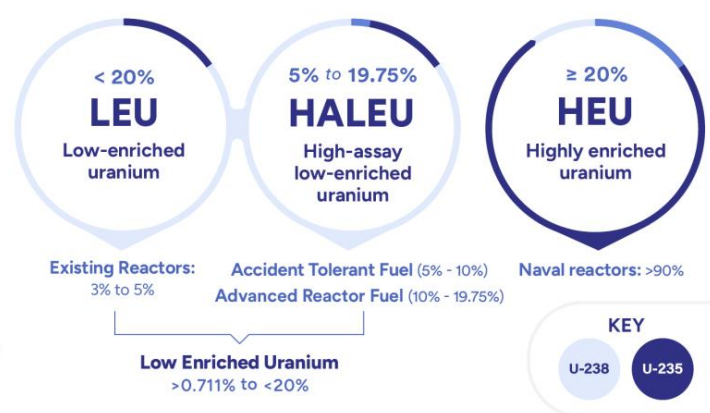 < 20%
LEU
Low-enriched
uranium
5% to 19.75%
HALEU
High-assay
low-enriched
uranium
≥ 20%
HEU
Highly enriched
uranium
Existing Reactors:
3% to 5%
Accident Tolerant Fuel (5% - 10%)
Advanced Reactor Fuel (10% - 19.75%)
Naval reactors: >90%
Low Enriched Uranium
>0.711% to <20%
KEY
U-238
U-235